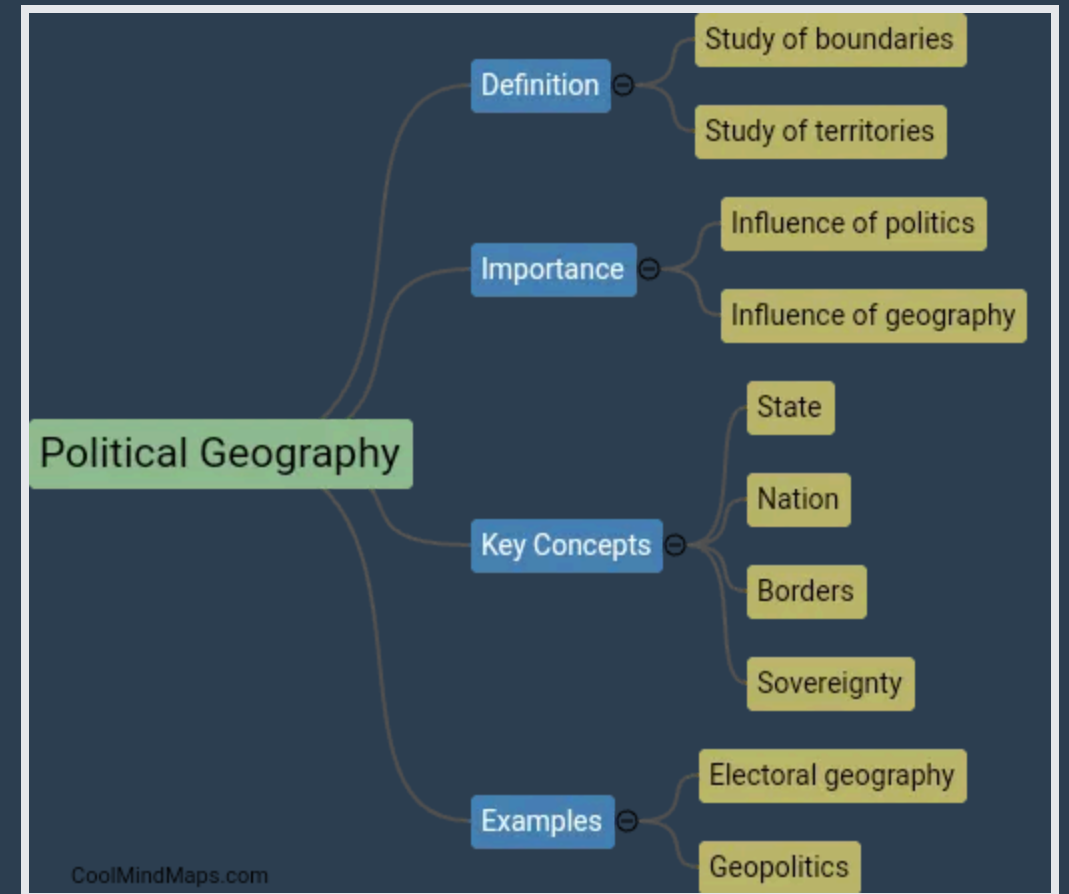 Political Geography
Definition
Study of boundaries
Study of territories
Importance
Influence of politics
Influence of geography
Key Concepts
State
Nation
Borders
Sovereignty
Examples
Electoral geography
Geopolitics
CoolMindMaps.com